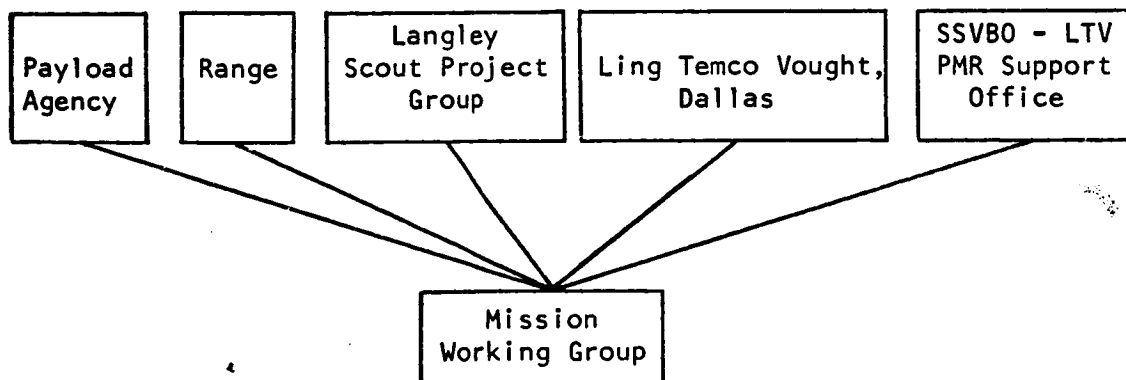 Payload
Agency
Range
Langley
Scout Project
Group
Ling Temco Vought,
Dallas
SSVBO - LTV
PMR Support
Office
Mission
Working Group